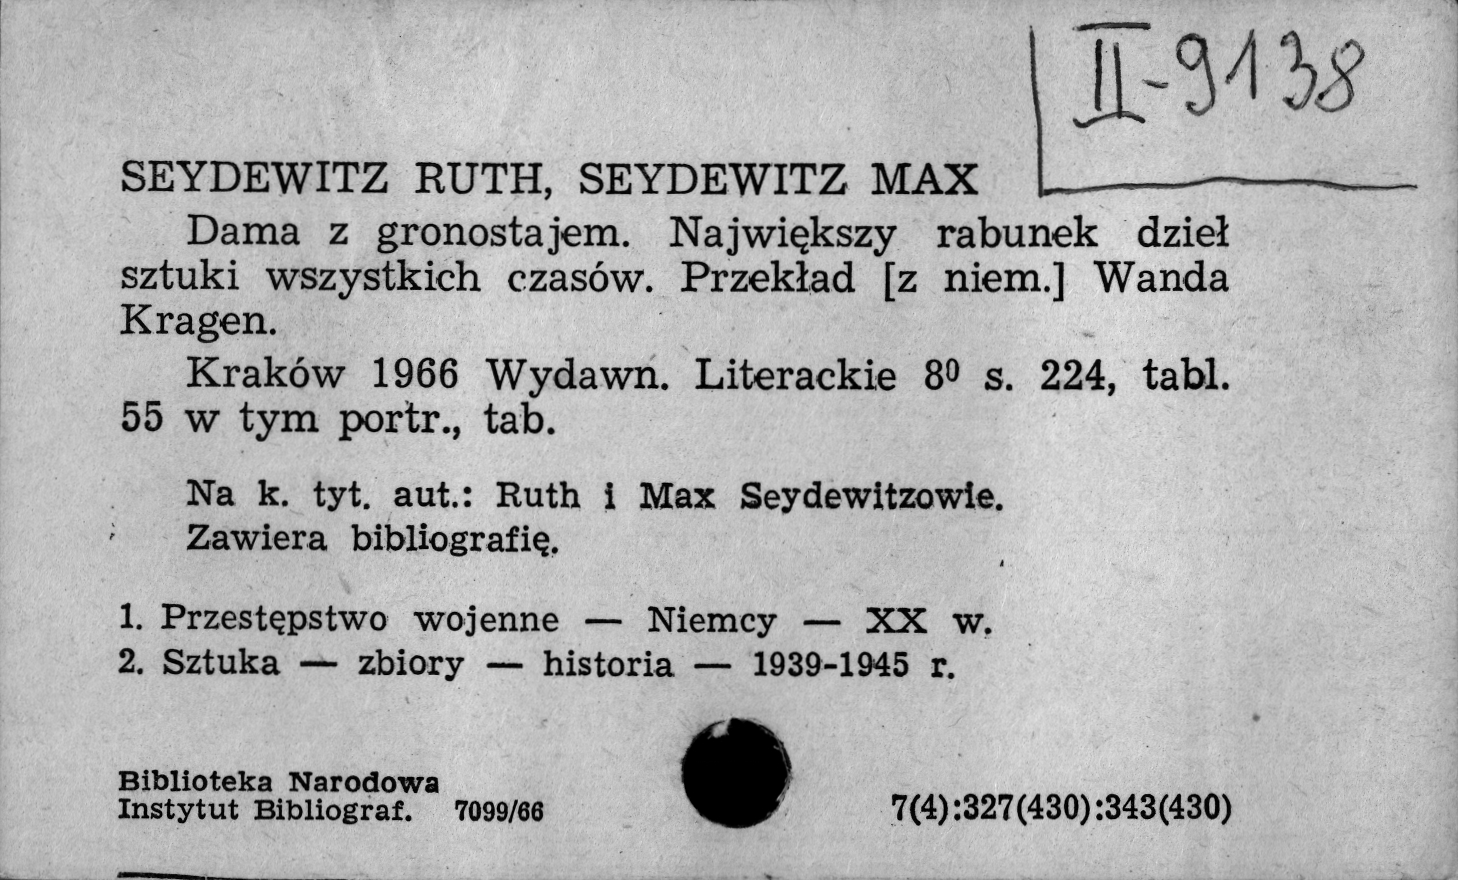 II-9138
SEYDEWITZ RUTH, SEYDEWITZ MAX
Dama z gronostajem. Największy rabunek dzieł
sztuki wszystkich czasów. Przekład [z niem.] Wanda
Kragen.
Kraków 1966 Wydawn. Literackie 8⁰ s. 224, tabl.
55 w tym portr., tab.
Na k. tyt. aut.: Ruth i Max Seydewitzowie.
Zawiera bibliografię.
1. Przestępstwo wojenne — Niemcy — XX w.
2. Sztuka — zbiory — historia — 1939-1945 r.
Biblioteka Narodowa
Instytut Bibliograf. 7099/66
7(4):327(430):343(430)